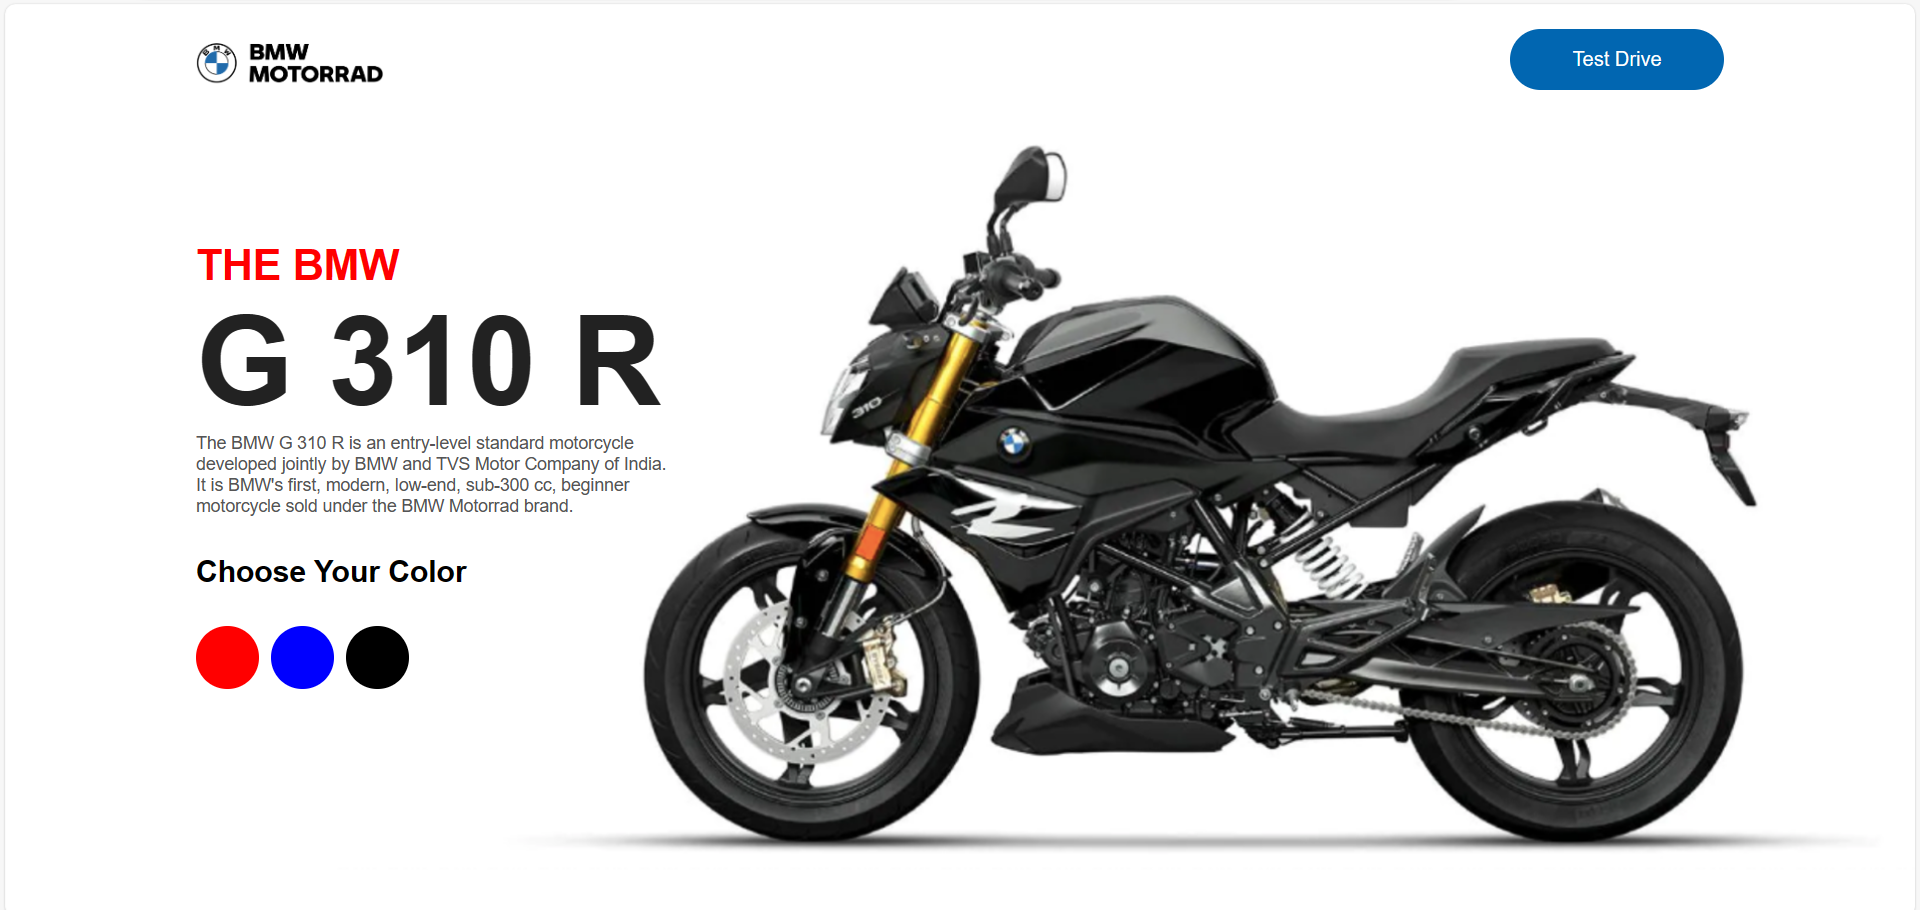 BMW
BMW
MOTORRAD
Test Drive
THE BMW
G 310 R
The BMW G 310 R is an entry-level standard motorcycle
developed jointly by BMW and TVS Motor Company of India.
It is BMW's first, modern, low-end, sub-300 cc, beginner
motorcycle sold under the BMW Motorrad brand.
Choose Your Color
310